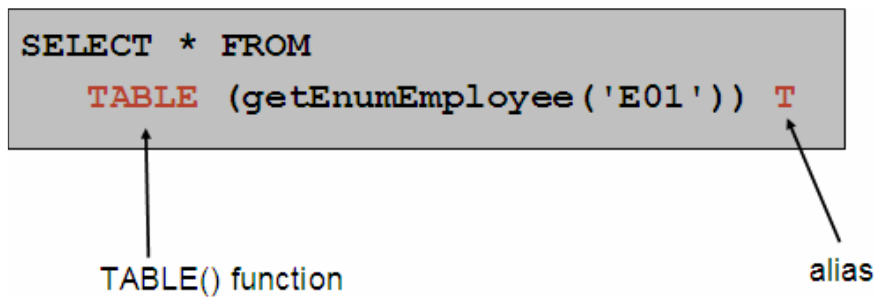 SELECT * FROM
TABLE (getEnumEmployee('E01')) T
TABLE() function
alias